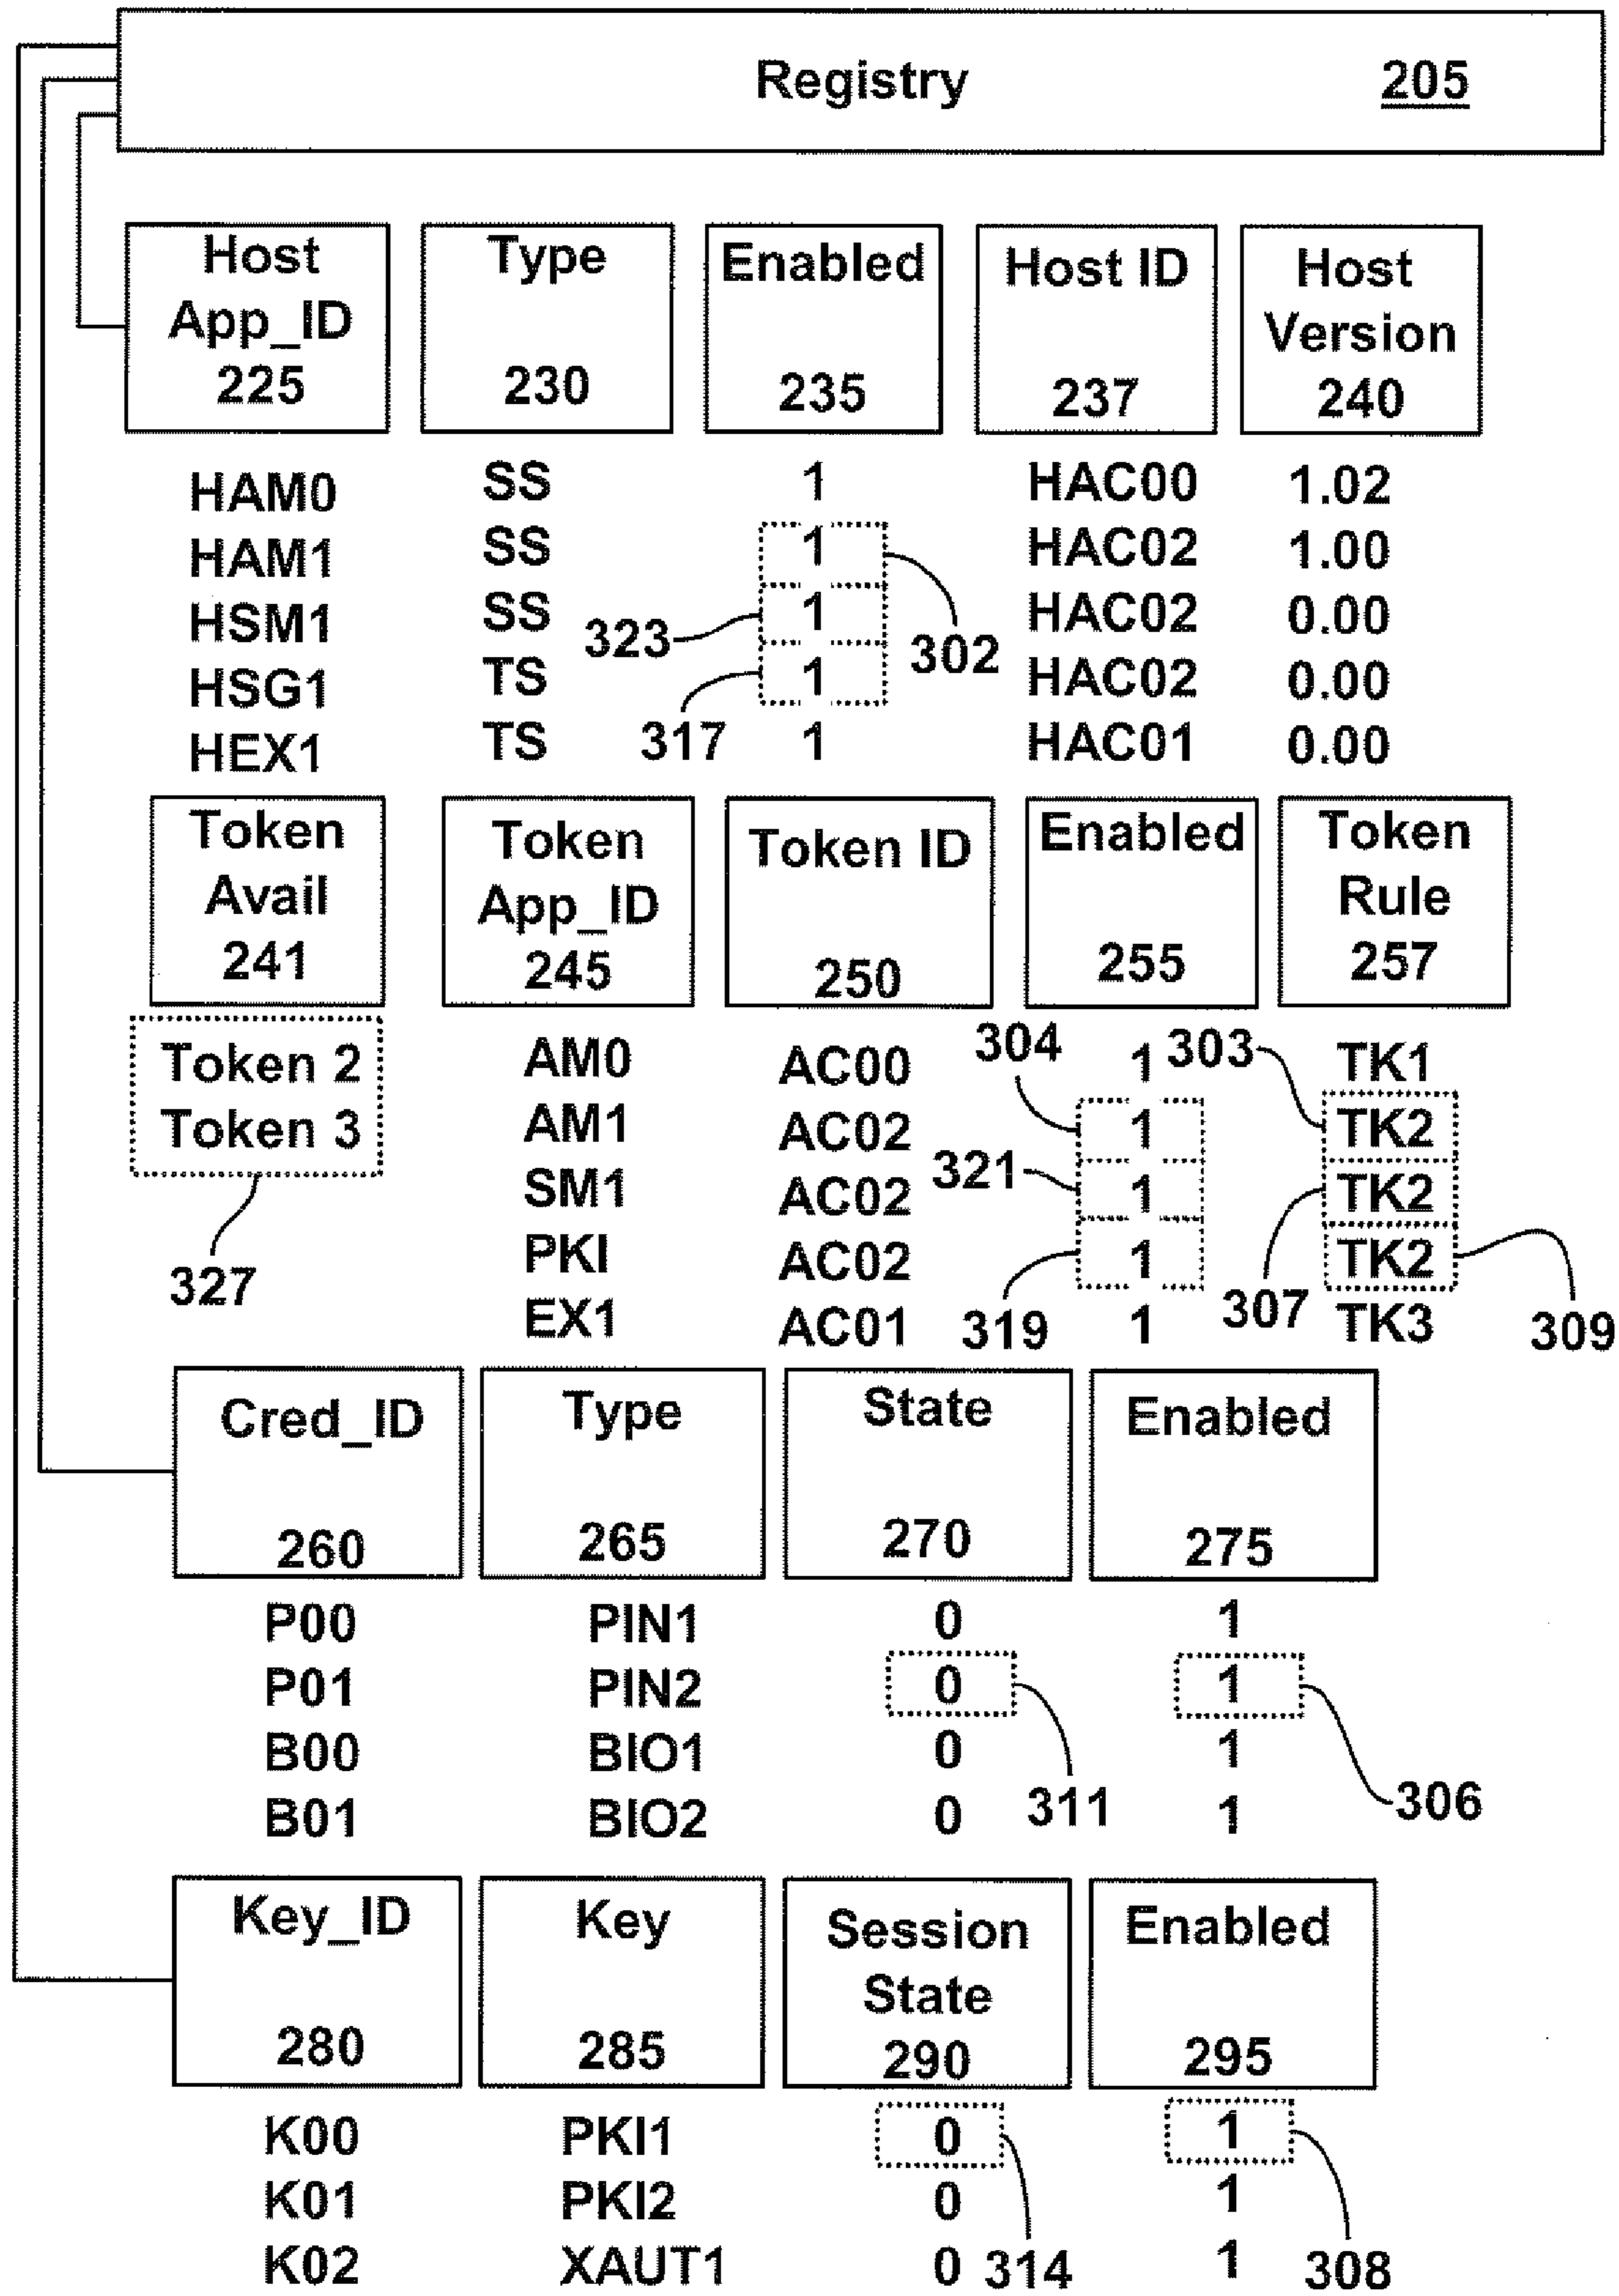 Registry 205
Host App_ID 225
Type 230
Enabled 235
Host ID 237
Host Version 240
HAM0 SS 1 HAC00 1.02
HAM1 SS 1 HAC02 1.00
HSM1 SS 323 1 302 HAC02 0.00
HSG1 TS 1 HAC02 0.00
HEX1 TS 317 1 HAC01 0.00
Token Avail 241
Token App_ID 245
Token ID 250
Enabled 255
Token Rule 257
Token 2 AM0 AC00 304 1 303 TK1
Token 3 AM1 AC02 1 TK2
SM1 AC02 321 1 TK2
327 PKI AC02 1 TK2
EX1 AC01 319 1 307 TK3 309
Cred_ID 260
Type 265
State 270
Enabled 275
P00 PIN1 0 1
P01 PIN2 0 1
B00 BIO1 0 1
B01 BIO2 0 311 1 306
Key_ID 280
Key 285
Session State 290
Enabled 295
K00 PKI1 0 1
K01 PKI2 0 1
K02 XAUT1 0 314 1 308